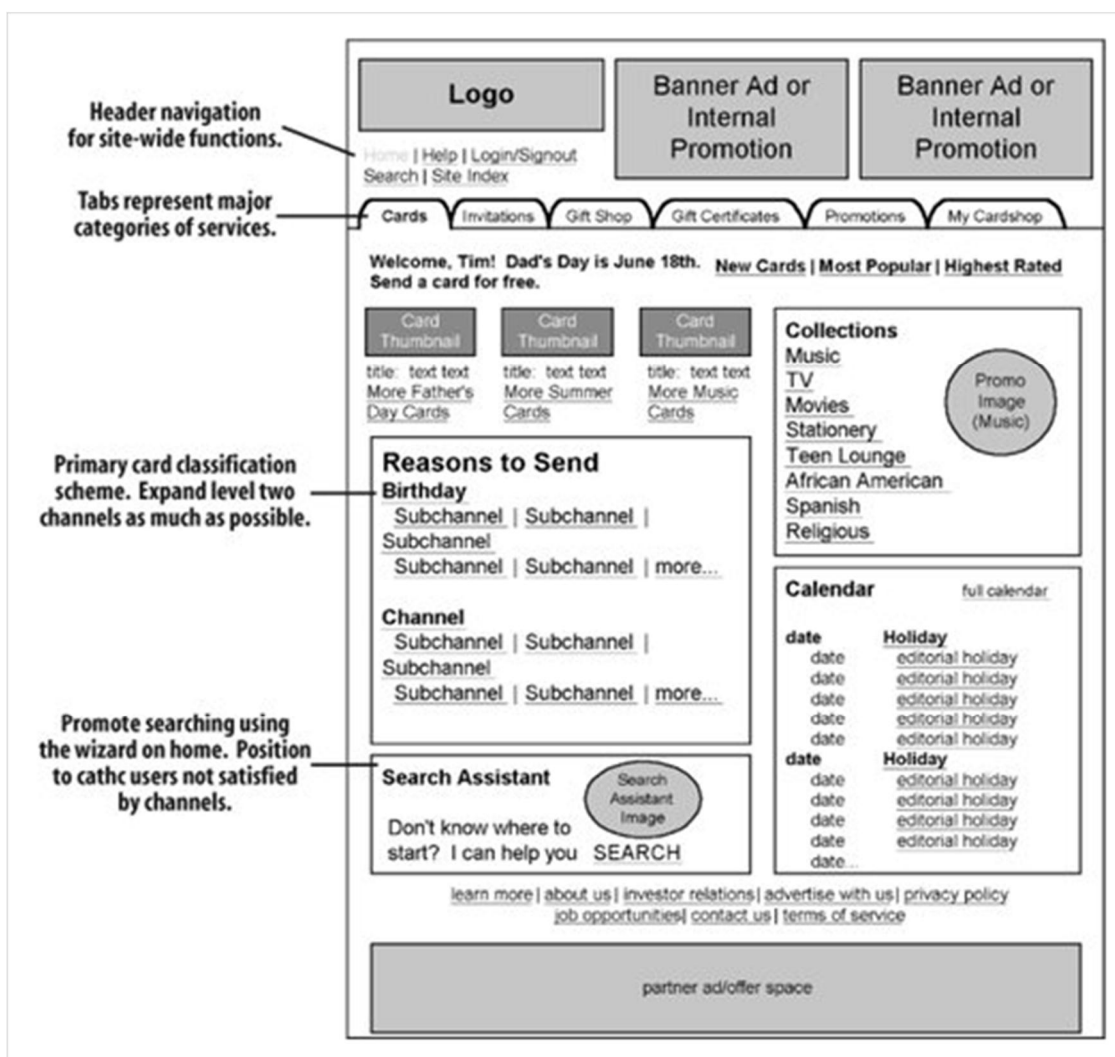 Header navigation
for site-wide functions.
Tabs represent major
categories of services.
Primary card classification
scheme. Expand level two
channels as much as possible.
Promote searching using
the wizard on home. Position
to cathc users not satisfied
by channels.
Logo
Banner Ad or
Internal
Promotion
Banner Ad or
Internal
Promotion
Home | Help | Login/Signout
Search | Site Index
Cards
Invitations
Gift Shop
Gift Certificates
Promotions
My Cardshop
Welcome, Tim! Dad's Day is June 18th.
Send a card for free.
New Cards | Most Popular | Highest Rated
Card
Thumbnail
title: text text
More Father's
Day Cards
Card
Thumbnail
title: text text
More Summer
Cards
Card
Thumbnail
title: text text
More Music
Cards
Reasons to Send
Birthday
Subchannel | Subchannel |
Subchannel
Subchannel | Subchannel | more...
Channel
Subchannel | Subchannel |
Subchannel
Subchannel | Subchannel | more...
Search Assistant
Don't know where to
start? I can help you SEARCH
Search
Assistant
Image
Collections
Music
TV
Movies
Stationery
Teen Lounge
African American
Spanish
Religious
Promo
Image
(Music)
Calendar full calendar
date Holiday
date editorial holiday
date editorial holiday
date editorial holiday
date editorial holiday
date editorial holiday
date Holiday
date editorial holiday
date editorial holiday
date editorial holiday
date editorial holiday
date...
learn more | about us | investor relations | advertise with us | privacy policy
job opportunities | contact us | terms of service
partner ad/offer space